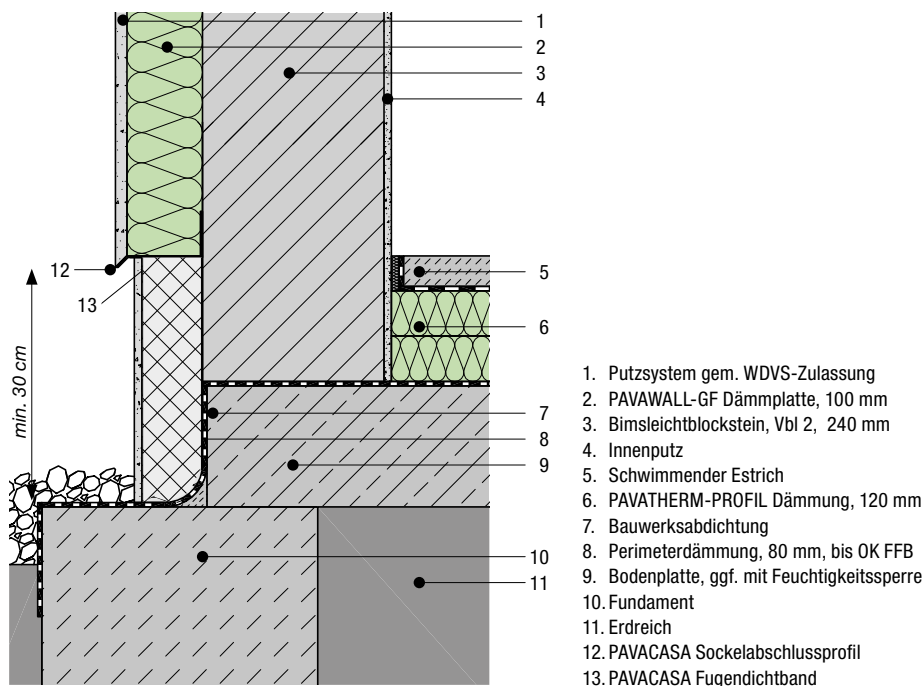 1
2
3
4
12
13
5
6
min. 30 cm
7
8
9
10
11
1. Putzsystem gem. WDVS-Zulassung
2. PAVAWALL-GF Dämmplatte, 100 mm
3. Bimsleichtblockstein, Vbl 2, 240 mm
4. Innenputz
5. Schwimmender Estrich
6. PAVATHERM-PROFIL Dämmung, 120 mm
7. Bauwerksabdichtung
8. Perimeterdämmung, 80 mm, bis OK FFB
9. Bodenplatte, ggf. mit Feuchtigkeitssperre
10. Fundament
11. Erdreich
12. PAVACASA Sockelabschlussprofil
13. PAVACASA Fugendichtband